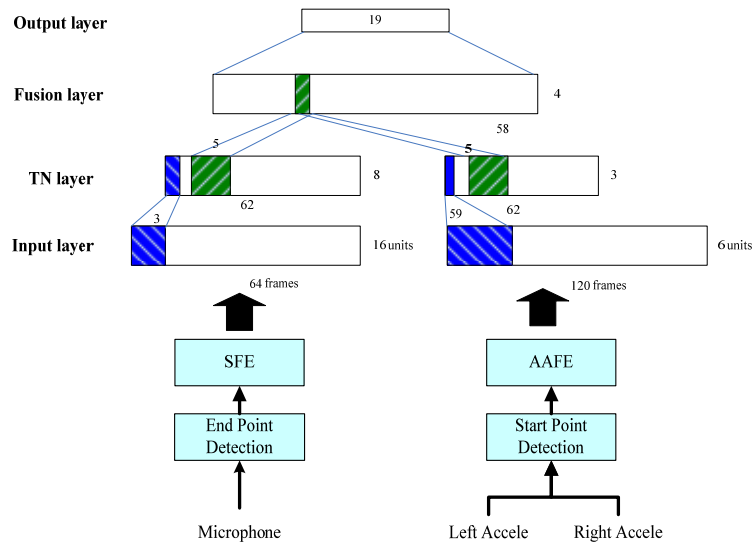 Output layer
19
Fusion layer
4
58
5
5
TN layer
8
3
62
62
3
59
Input layer
16 units
6 units
64 frames
120 frames
SFE
AAFE
End Point
Detection
Start Point
Detection
Microphone
Left Accele
Right Accele